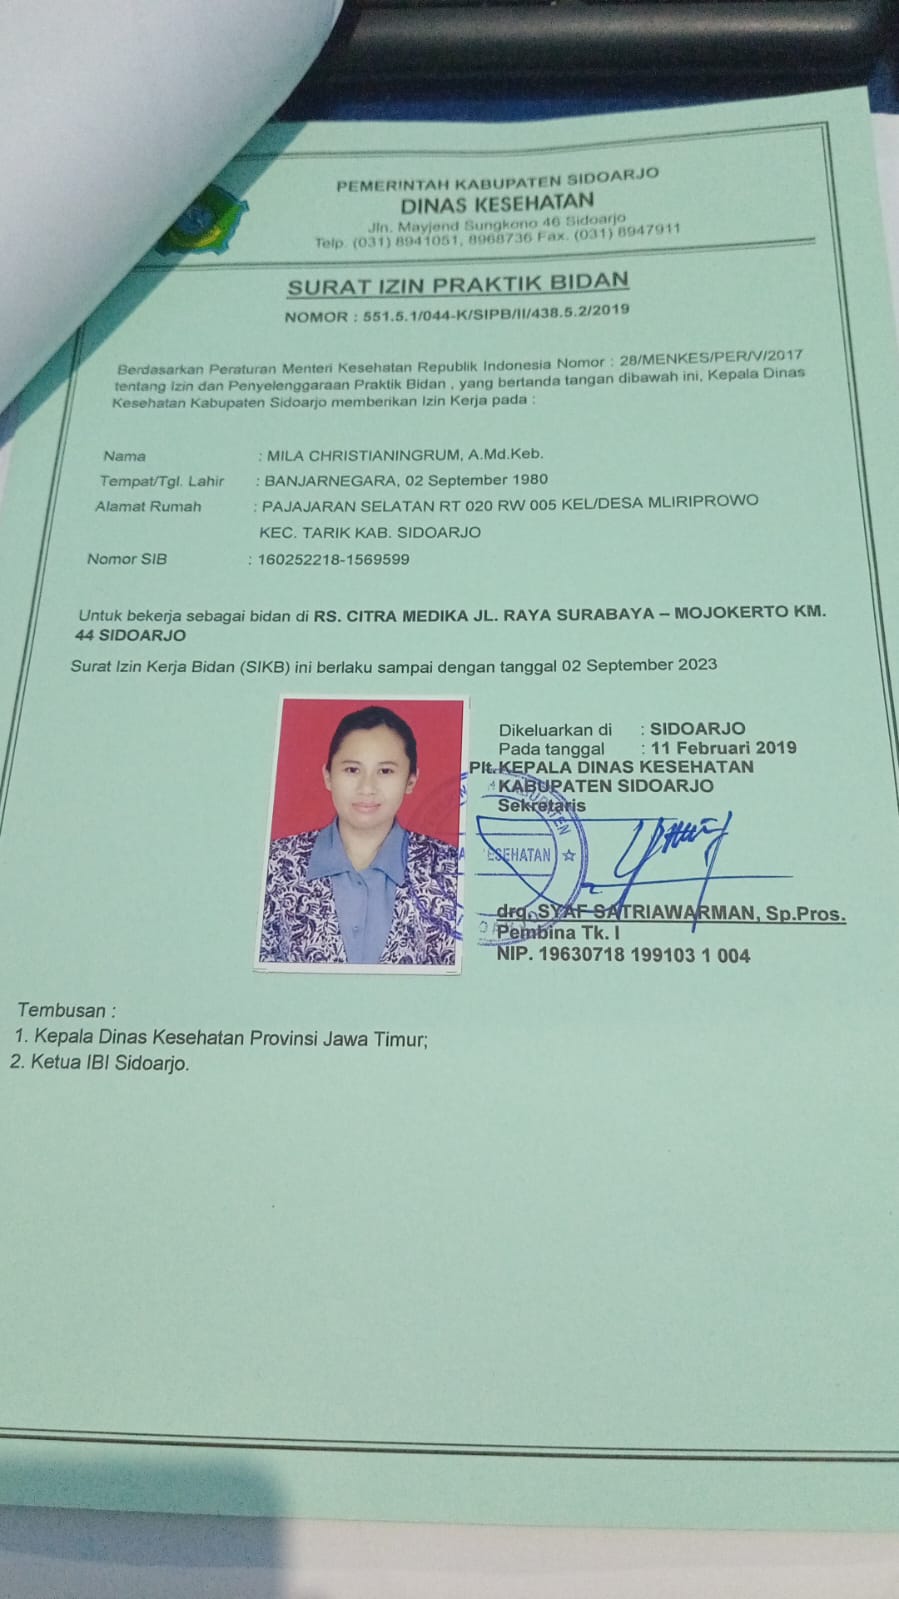 PEMERINTAH KABUPATEN SIDOARJO
DINAS KESEHATAN
Jln. Mayjend Sungkono 46 Sidoarjo
Telp. (031) 8941051, 8968736 Fax. (031) 8947911
SURAT IZIN PRAKTIK BIDAN
NOMOR : 551.5.1/044-K/SIPB/II/438.5.2/2019
Berdasarkan Peraturan Menteri Kesehatan Republik Indonesia Nomor : 28/MENKES/PER/V/2017
tentang Izin dan Penyelenggaraan Praktik Bidan , yang bertanda tangan dibawah ini, Kepala Dinas
Kesehatan Kabupaten Sidoarjo memberikan Izin Kerja pada :
Nama : MILA CHRISTIANINGRUM, A.Md.Keb.
Tempat/Tgl. Lahir : BANJARNEGARA, 02 September 1980
Alamat Rumah : PAJAJARAN SELATAN RT 020 RW 005 KEL/DESA MLIRIPROWO
KEC. TARIK KAB. SIDOARJO
Nomor SIB : 160252218-1569599
Untuk bekerja sebagai bidan di RS. CITRA MEDIKA JL. RAYA SURABAYA – MOJOKERTO KM.
44 SIDOARJO
Surat Izin Kerja Bidan (SIKB) ini berlaku sampai dengan tanggal 02 September 2023
Dikeluarkan di : SIDOARJO
Pada tanggal : 11 Februari 2019
Plt. KEPALA DINAS KESEHATAN
KABUPATEN SIDOARJO
Sekretaris
KABUPATEN
ESEHATAN
drg. SYAF SATRIAWARMAN, Sp.Pros.
Pembina Tk. I
NIP. 19630718 199103 1 004
Tembusan :
1. Kepala Dinas Kesehatan Provinsi Jawa Timur;
2. Ketua IBI Sidoarjo.